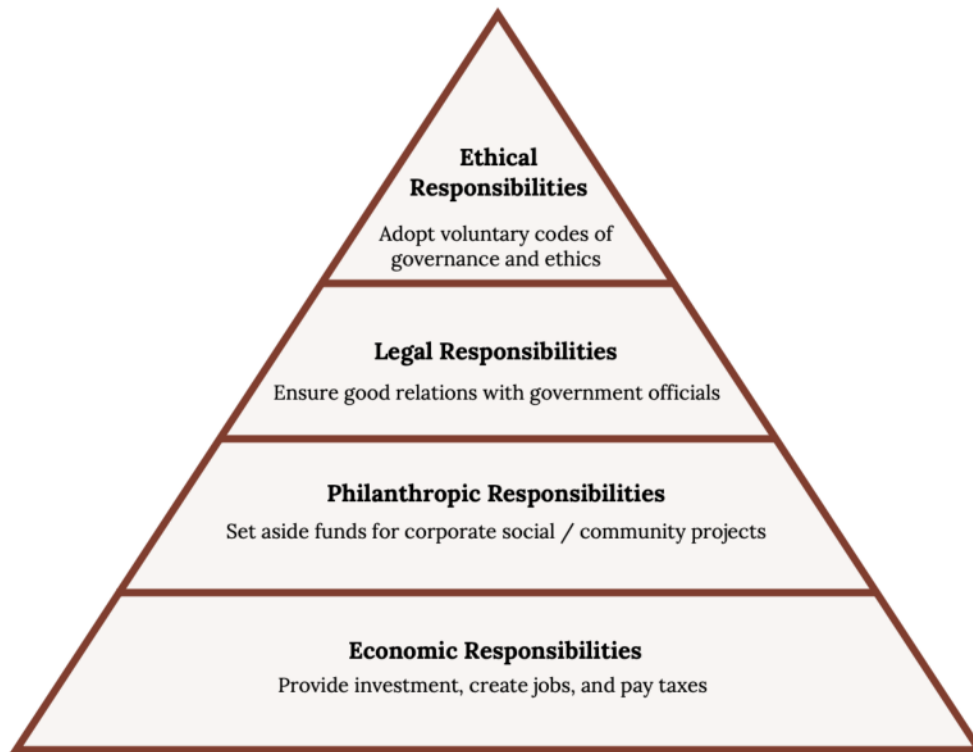 Ethical
Responsibilities
Adopt voluntary codes of
governance and ethics
Legal Responsibilities
Ensure good relations with government officials
Philanthropic Responsibilities
Set aside funds for corporate social / community projects
Economic Responsibilities
Provide investment, create jobs, and pay taxes